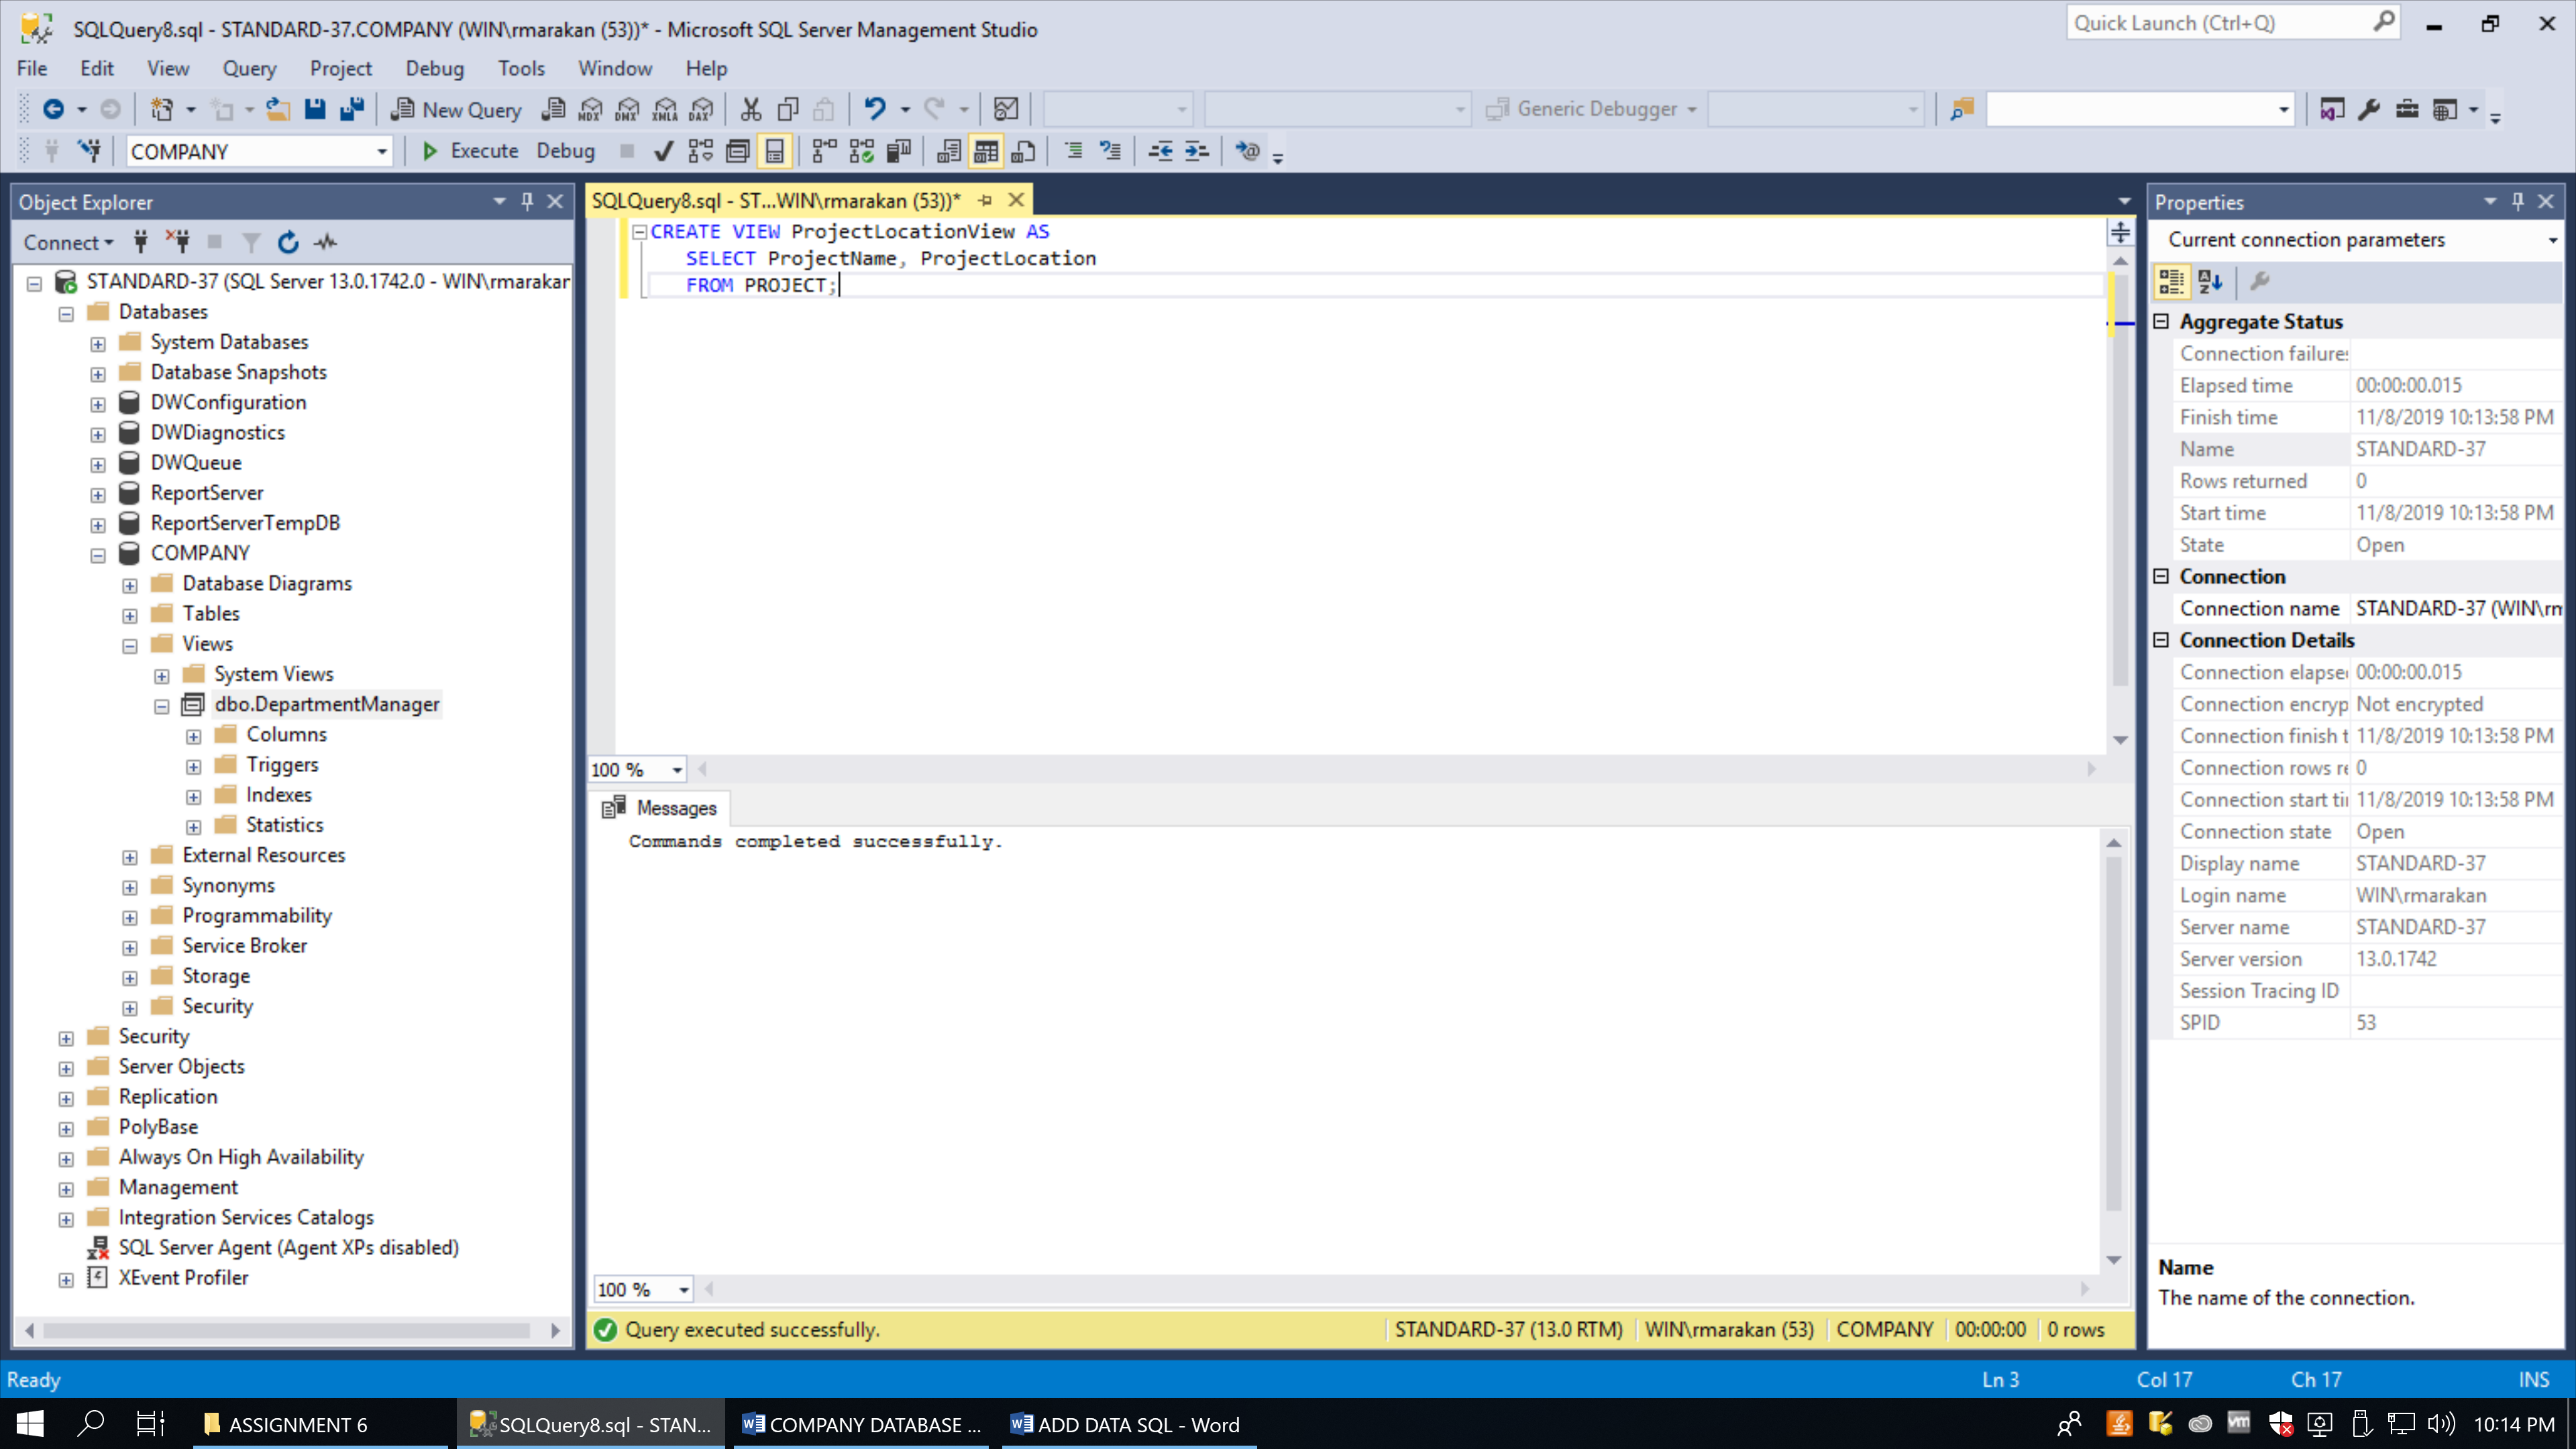 SQLQuery8.sql - STANDARD-37.COMPANY (WIN\rmarakan (53))* - Microsoft SQL Server Management Studio
Quick Launch (Ctrl+Q)
File Edit View Query Project Debug Tools Window Help
New Query MDX DMX XMLA DAX Generic Debugger
COMPANY Execute Debug
Object Explorer
Connect
STANDARD-37 (SQL Server 13.0.1742.0 - WIN\rmarakan
Databases
System Databases
Database Snapshots
DWConfiguration
DWDiagnostics
DWQueue
ReportServer
ReportServerTempDB
COMPANY
Database Diagrams
Tables
Views
System Views
dbo.DepartmentManager
Columns
Triggers
Indexes
Statistics
External Resources
Synonyms
Programmability
Service Broker
Storage
Security
Security
Server Objects
Replication
PolyBase
Always On High Availability
Management
Integration Services Catalogs
SQL Server Agent (Agent XPs disabled)
XEvent Profiler
SQLQuery8.sql - ST...WIN\rmarakan (53))*
CREATE VIEW ProjectLocationView AS
SELECT ProjectName, ProjectLocation
FROM PROJECT;
100 %
Messages
Commands completed successfully.
100 %
Query executed successfully. STANDARD-37 (13.0 RTM) WIN\rmarakan (53) COMPANY 00:00:00 0 rows
Properties
Current connection parameters
Aggregate Status
Connection failures
Elapsed time 00:00:00.015
Finish time 11/8/2019 10:13:58 PM
Name STANDARD-37
Rows returned 0
Start time 11/8/2019 10:13:58 PM
State Open
Connection
Connection name STANDARD-37 (WIN\rm
Connection Details
Connection elapse 00:00:00.015
Connection encryp Not encrypted
Connection finish t 11/8/2019 10:13:58 PM
Connection rows re 0
Connection start ti 11/8/2019 10:13:58 PM
Connection state Open
Display name STANDARD-37
Login name WIN\rmarakan
Server name STANDARD-37
Server version 13.0.1742
Session Tracing ID
SPID 53
Name
The name of the connection.
Ready Ln 3 Col 17 Ch 17 INS
ASSIGNMENT 6 SQLQuery8.sql - STAN... COMPANY DATABASE ... ADD DATA SQL - Word 10:14 PM